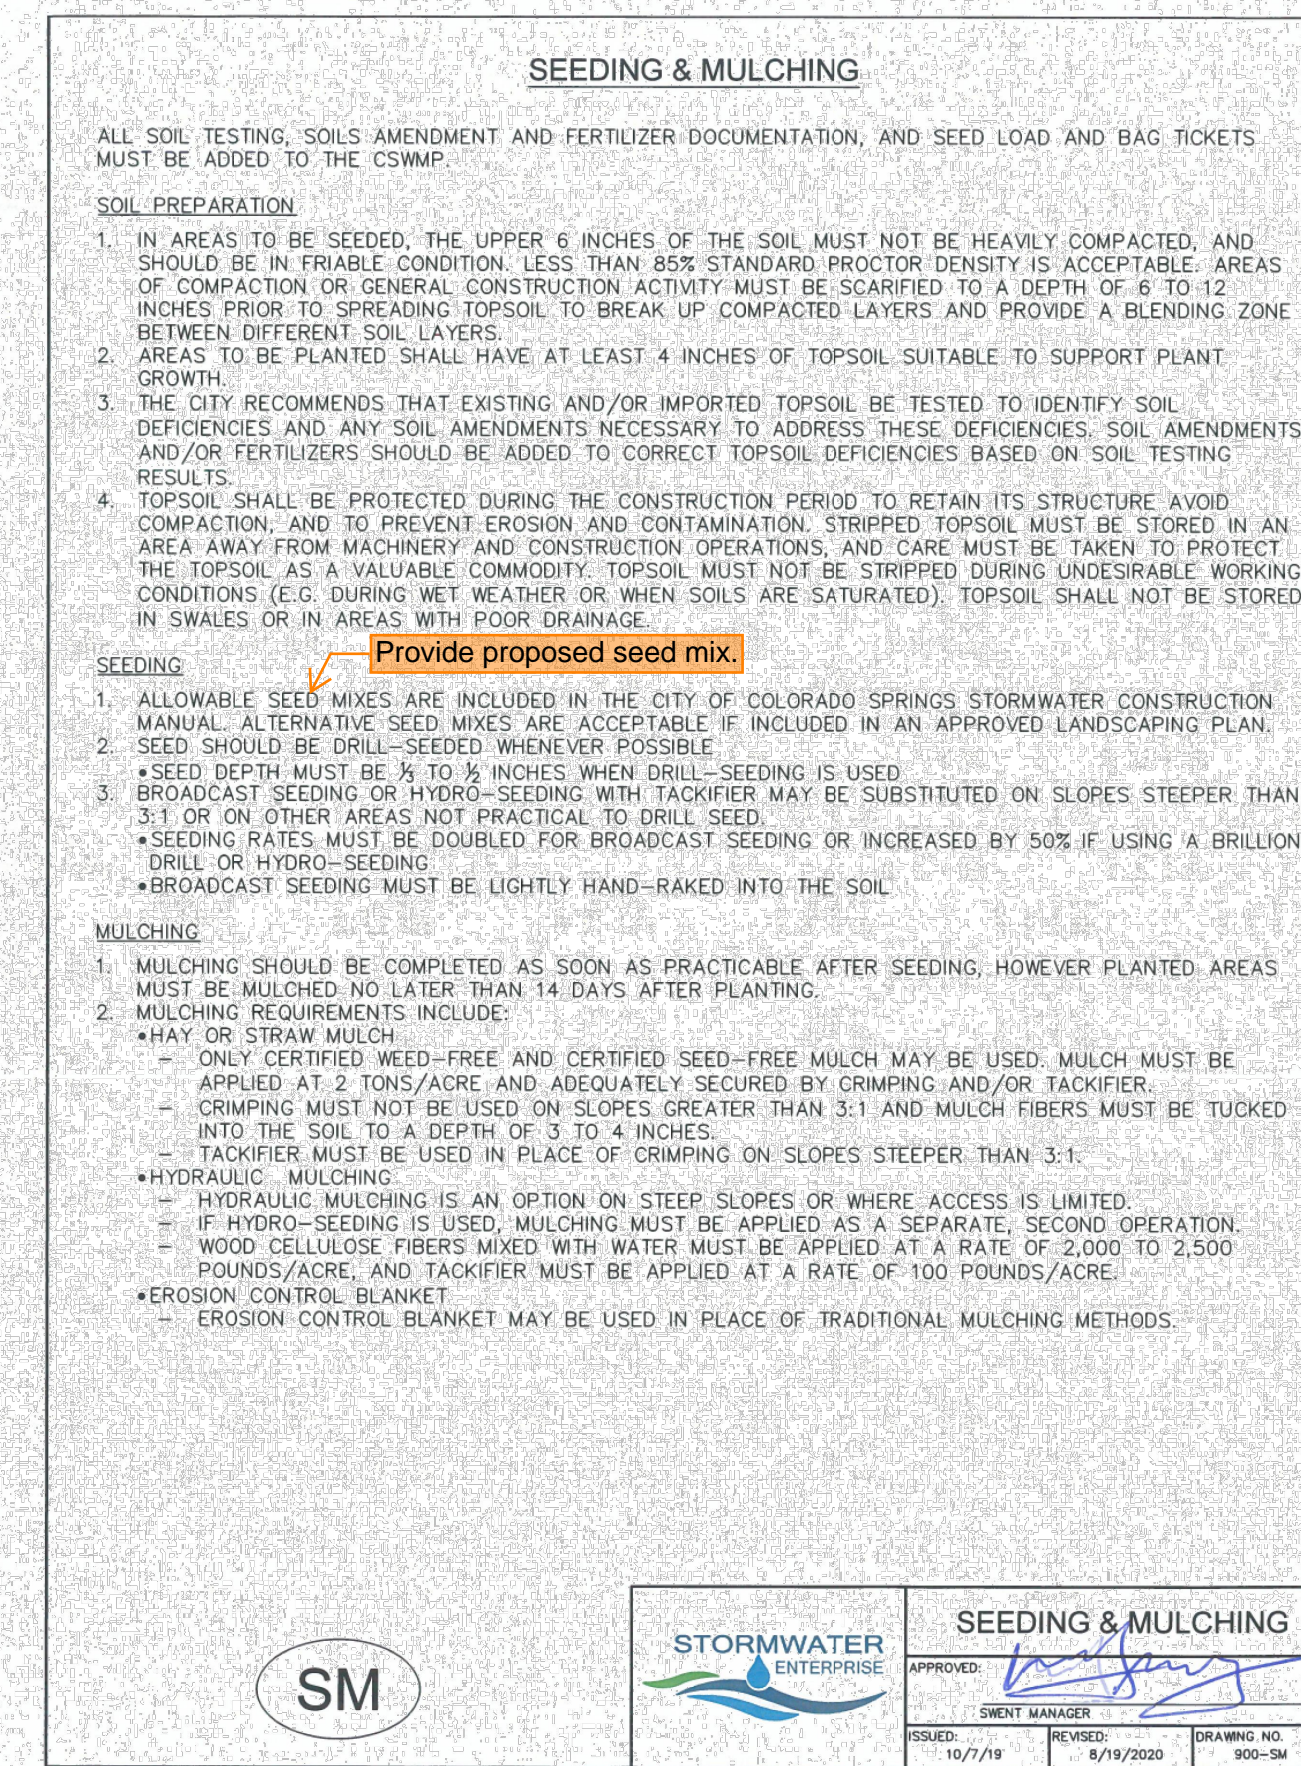 SEEDING & MULCHING
ALL SOIL TESTING, SOILS AMENDMENT AND FERTILIZER DOCUMENTATION, AND SEED LOAD AND BAG TICKETS
MUST BE ADDED TO THE CSWMP.
SOIL PREPARATION
1. IN AREAS TO BE SEEDED, THE UPPER 6 INCHES OF THE SOIL MUST NOT BE HEAVILY COMPACTED, AND
SHOULD BE IN FRIABLE CONDITION. LESS THAN 85% STANDARD PROCTOR DENSITY IS ACCEPTABLE. AREAS
OF COMPACTION OR GENERAL CONSTRUCTION ACTIVITY MUST BE SCARIFIED TO A DEPTH OF 6 TO 12
INCHES PRIOR TO SPREADING TOPSOIL TO BREAK UP COMPACTED LAYERS AND PROVIDE A BLENDING ZONE
BETWEEN DIFFERENT SOIL LAYERS.
2. AREAS TO BE PLANTED SHALL HAVE AT LEAST 4 INCHES OF TOPSOIL SUITABLE TO SUPPORT PLANT
GROWTH.
3. THE CITY RECOMMENDS THAT EXISTING AND/OR IMPORTED TOPSOIL BE TESTED TO IDENTIFY SOIL
DEFICIENCIES AND ANY SOIL AMENDMENTS NECESSARY TO ADDRESS THESE DEFICIENCIES. SOIL AMENDMENTS
AND/OR FERTILIZERS SHOULD BE ADDED TO CORRECT TOPSOIL DEFICIENCIES BASED ON SOIL TESTING
RESULTS.
4. TOPSOIL SHALL BE PROTECTED DURING THE CONSTRUCTION PERIOD TO RETAIN ITS STRUCTURE AVOID
COMPACTION, AND TO PREVENT EROSION AND CONTAMINATION. STRIPPED TOPSOIL MUST BE STORED IN AN
AREA AWAY FROM MACHINERY AND CONSTRUCTION OPERATIONS, AND CARE MUST BE TAKEN TO PROTECT
THE TOPSOIL AS A VALUABLE COMMODITY. TOPSOIL MUST NOT BE STRIPPED DURING UNDESIRABLE WORKING
CONDITIONS (E.G. DURING WET WEATHER OR WHEN SOILS ARE SATURATED). TOPSOIL SHALL NOT BE STORED
IN SWALES OR IN AREAS WITH POOR DRAINAGE.
Provide proposed seed mix.
SEEDING
1. ALLOWABLE SEED MIXES ARE INCLUDED IN THE CITY OF COLORADO SPRINGS STORMWATER CONSTRUCTION
MANUAL. ALTERNATIVE SEED MIXES ARE ACCEPTABLE IF INCLUDED IN AN APPROVED LANDSCAPING PLAN.
2. SEED SHOULD BE DRILL-SEEDED WHENEVER POSSIBLE
•SEED DEPTH MUST BE ⅓ TO ½ INCHES WHEN DRILL-SEEDING IS USED
3. BROADCAST SEEDING OR HYDRO-SEEDING WITH TACKIFIER MAY BE SUBSTITUTED ON SLOPES STEEPER THAN
3:1 OR ON OTHER AREAS NOT PRACTICAL TO DRILL SEED.
•SEEDING RATES MUST BE DOUBLED FOR BROADCAST SEEDING OR INCREASED BY 50% IF USING A BRILLION
DRILL OR HYDRO-SEEDING
•BROADCAST SEEDING MUST BE LIGHTLY HAND-RAKED INTO THE SOIL
MULCHING
1. MULCHING SHOULD BE COMPLETED AS SOON AS PRACTICABLE AFTER SEEDING, HOWEVER PLANTED AREAS
MUST BE MULCHED NO LATER THAN 14 DAYS AFTER PLANTING.
2. MULCHING REQUIREMENTS INCLUDE:
•HAY OR STRAW MULCH
– ONLY CERTIFIED WEED-FREE AND CERTIFIED SEED-FREE MULCH MAY BE USED. MULCH MUST BE
APPLIED AT 2 TONS/ACRE AND ADEQUATELY SECURED BY CRIMPING AND/OR TACKIFIER.
– CRIMPING MUST NOT BE USED ON SLOPES GREATER THAN 3:1 AND MULCH FIBERS MUST BE TUCKED
INTO THE SOIL TO A DEPTH OF 3 TO 4 INCHES.
– TACKIFIER MUST BE USED IN PLACE OF CRIMPING ON SLOPES STEEPER THAN 3:1.
•HYDRAULIC MULCHING
– HYDRAULIC MULCHING IS AN OPTION ON STEEP SLOPES OR WHERE ACCESS IS LIMITED.
– IF HYDRO-SEEDING IS USED, MULCHING MUST BE APPLIED AS A SEPARATE, SECOND OPERATION.
– WOOD CELLULOSE FIBERS MIXED WITH WATER MUST BE APPLIED AT A RATE OF 2,000 TO 2,500
POUNDS/ACRE, AND TACKIFIER MUST BE APPLIED AT A RATE OF 100 POUNDS/ACRE.
•EROSION CONTROL BLANKET
– EROSION CONTROL BLANKET MAY BE USED IN PLACE OF TRADITIONAL MULCHING METHODS.
SM
STORMWATER
ENTERPRISE
SEEDING & MULCHING
APPROVED:
SWENT MANAGER
ISSUED: REVISED: DRAWING NO.
10/7/19 8/19/2020 900-SM